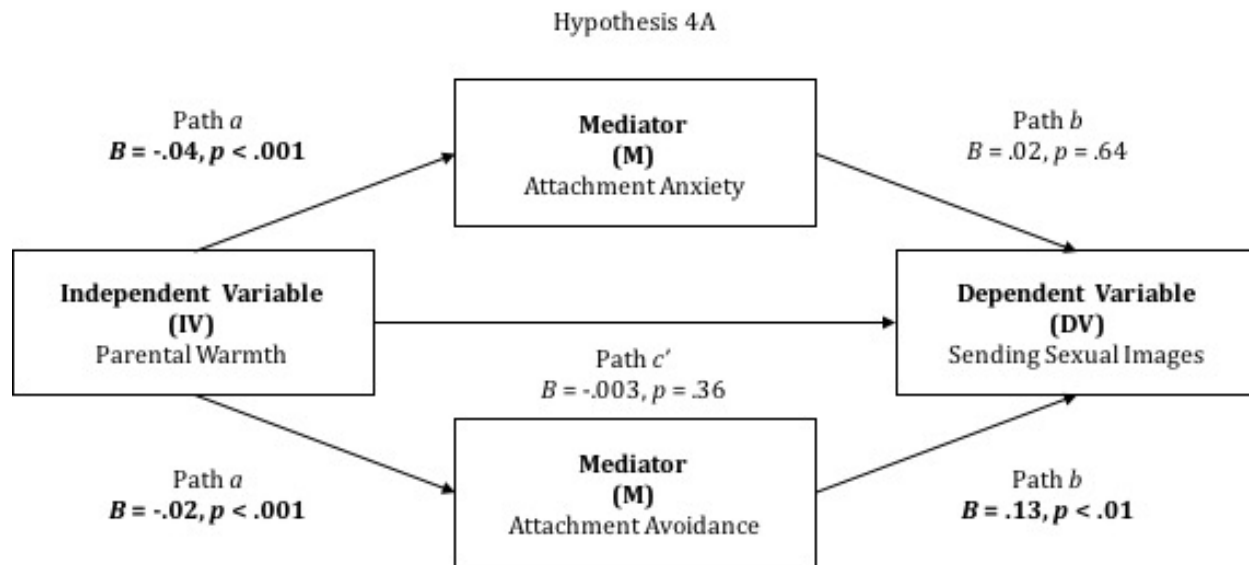 Hypothesis 4A
Path a
B = -.04, p < .001
Mediator
(M)
Attachment Anxiety
Path b
B = .02, p = .64
Independent Variable
(IV)
Parental Warmth
Dependent Variable
(DV)
Sending Sexual Images
Path c′
B = -.003, p = .36
Path a
B = -.02, p < .001
Mediator
(M)
Attachment Avoidance
Path b
B = .13, p < .01